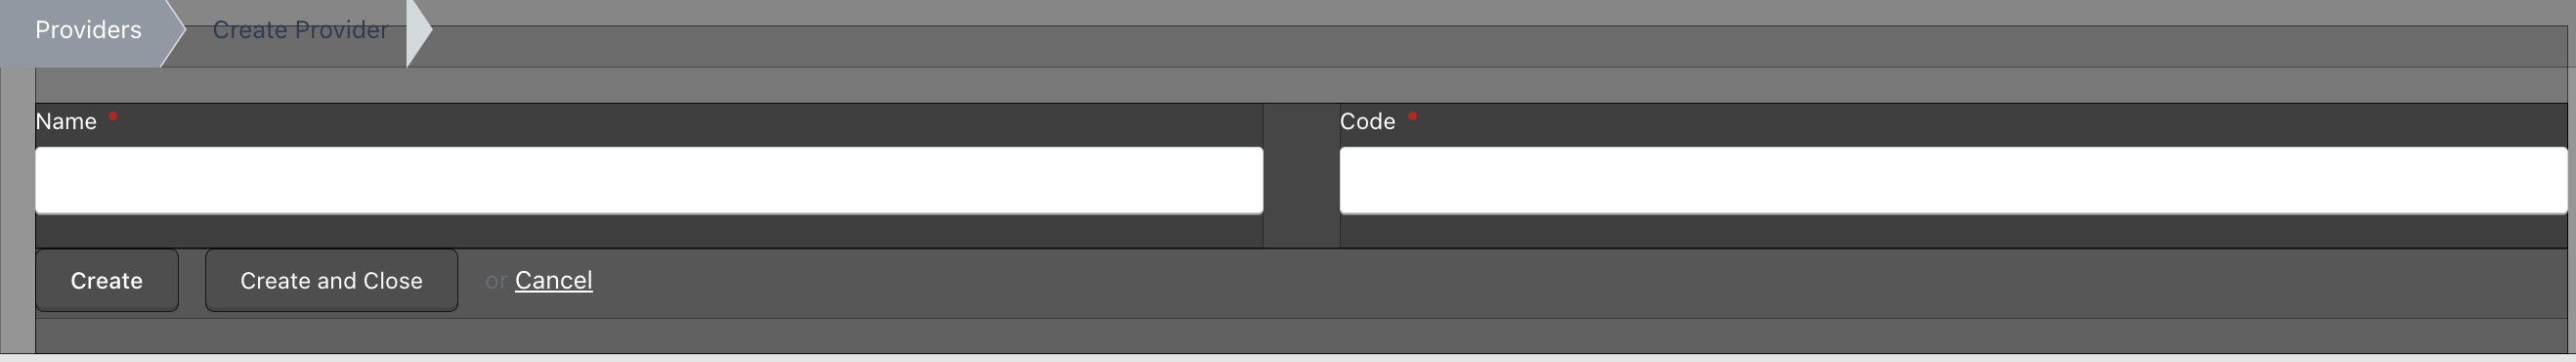 Providers Create Provider
Name Code
Create Create and Close or Cancel